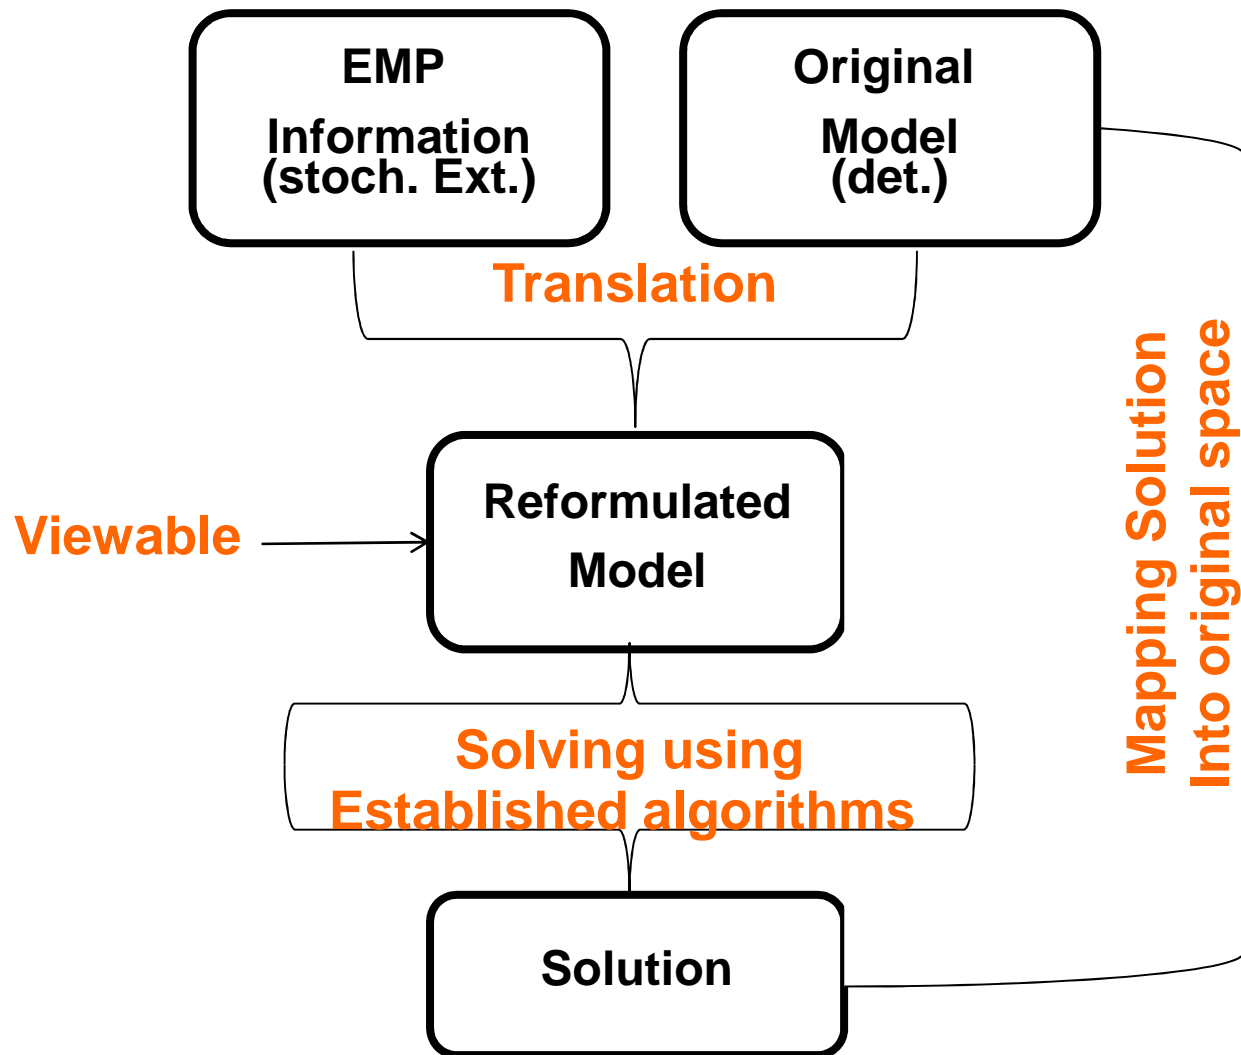 EMP
Information
(stoch. Ext.)
Original
Model
(det.)
Translation
Reformulated
Model
Viewable
Mapping Solution
Into original space
Solving using
Established algorithms
Solution